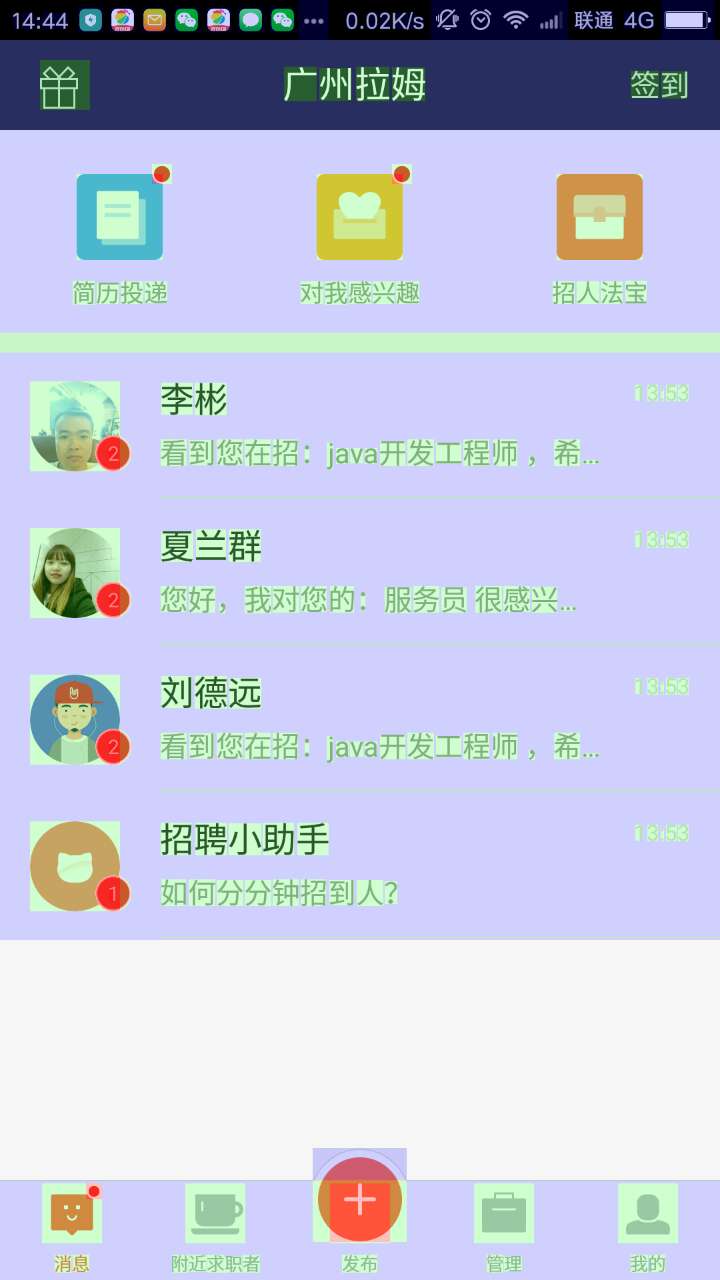 14:44 0.02K/s 联通 4G
广州拉姆 签到
简历投递 对我感兴趣 招人法宝
李彬 13:53
2 看到您在招：java开发工程师 ，希...
夏兰群 13:53
2 您好，我对您的：服务员 很感兴...
刘德远 13:53
2 看到您在招：java开发工程师 ，希...
招聘小助手 13:53
1 如何分分钟招到人?
消息 附近求职者 发布 管理 我的